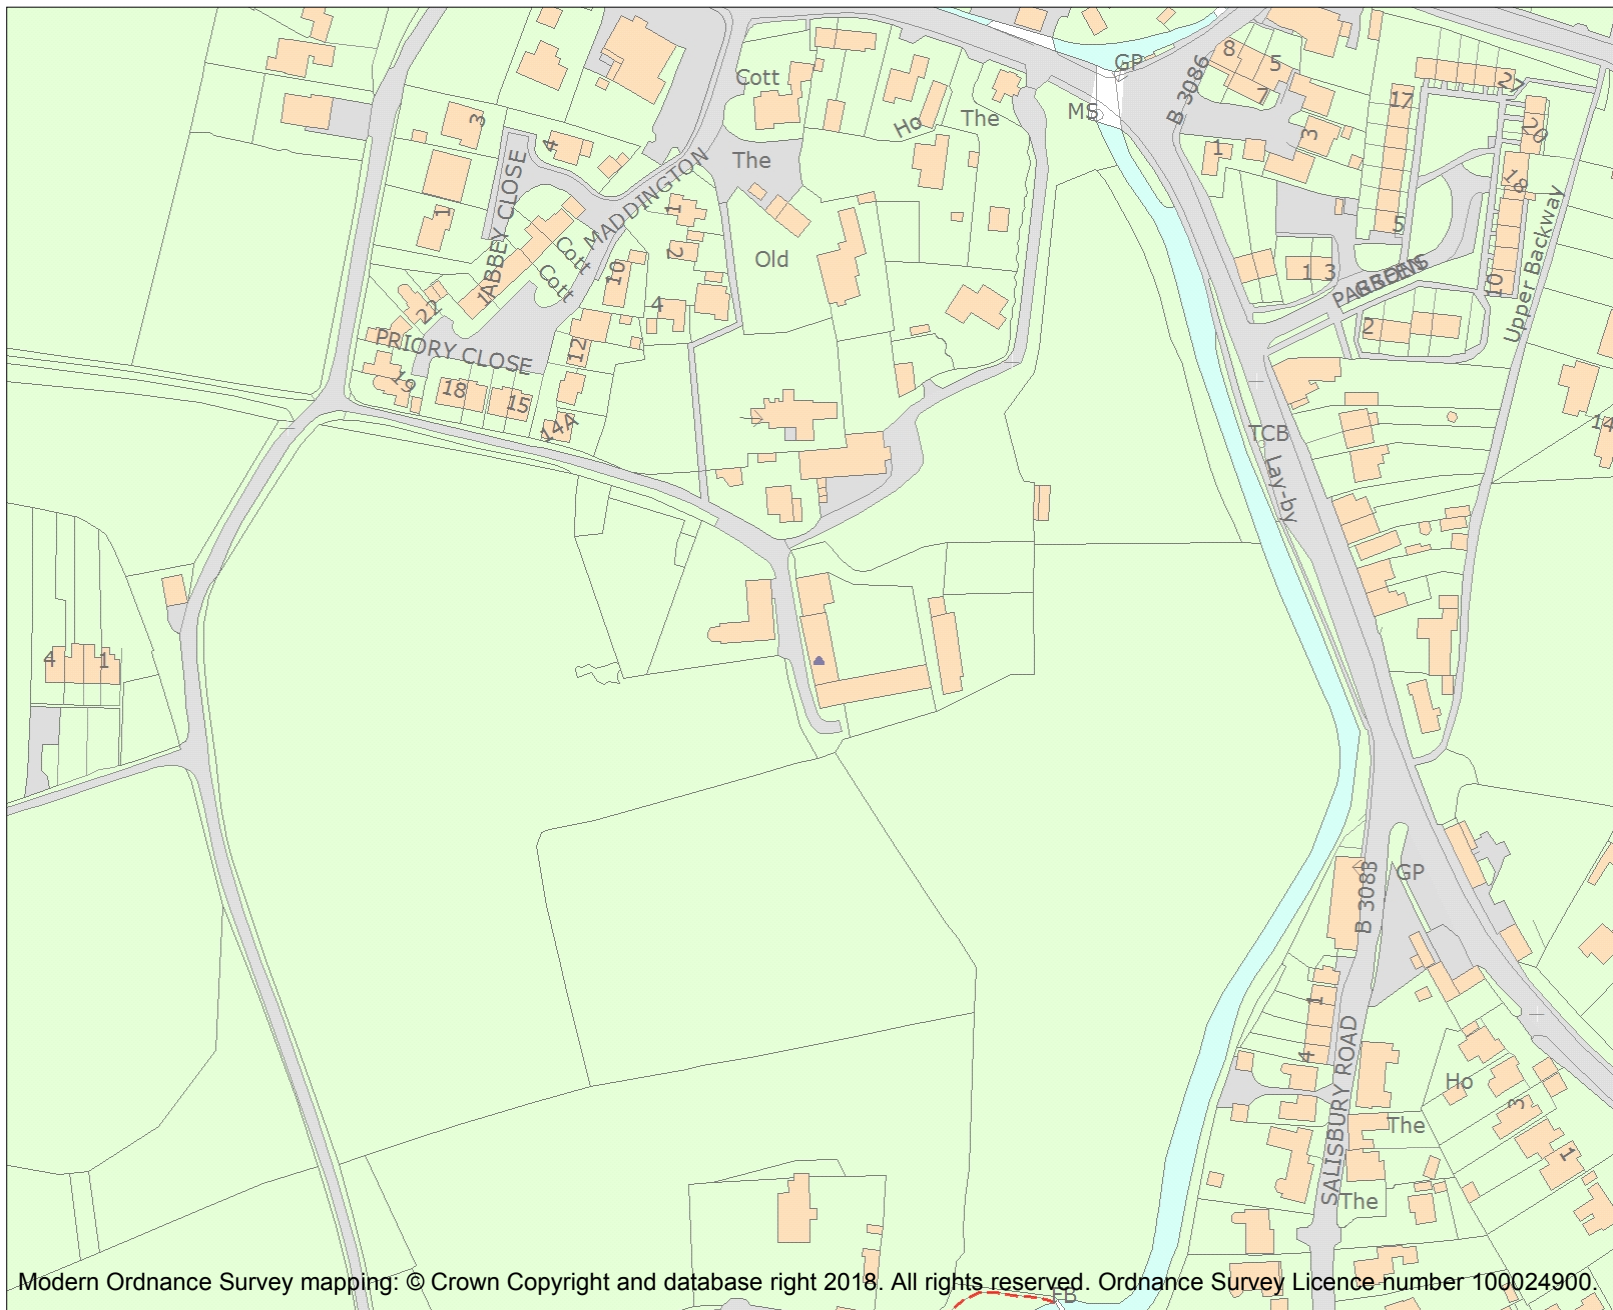 GP
B 3086
8
5
7
Cott
MS
The
Ho
17
27
20
3
4
3
1
The
18
ABBEY CLOSE
MADDINGTON
1
1
5
Upper Backway
Cott
Cott
2
10
Old
1 3
10
22
1
4
2
PRIORY CLOSE
12
19
18
15
14A
TCB
Lay-by
14
4
1
B 3083
GP
1
4
SALISBURY ROAD
Ho
3
The
1
The
FB
Modern Ordnance Survey mapping: © Crown Copyright and database right 2018. All rights reserved. Ordnance Survey Licence number 100024900.